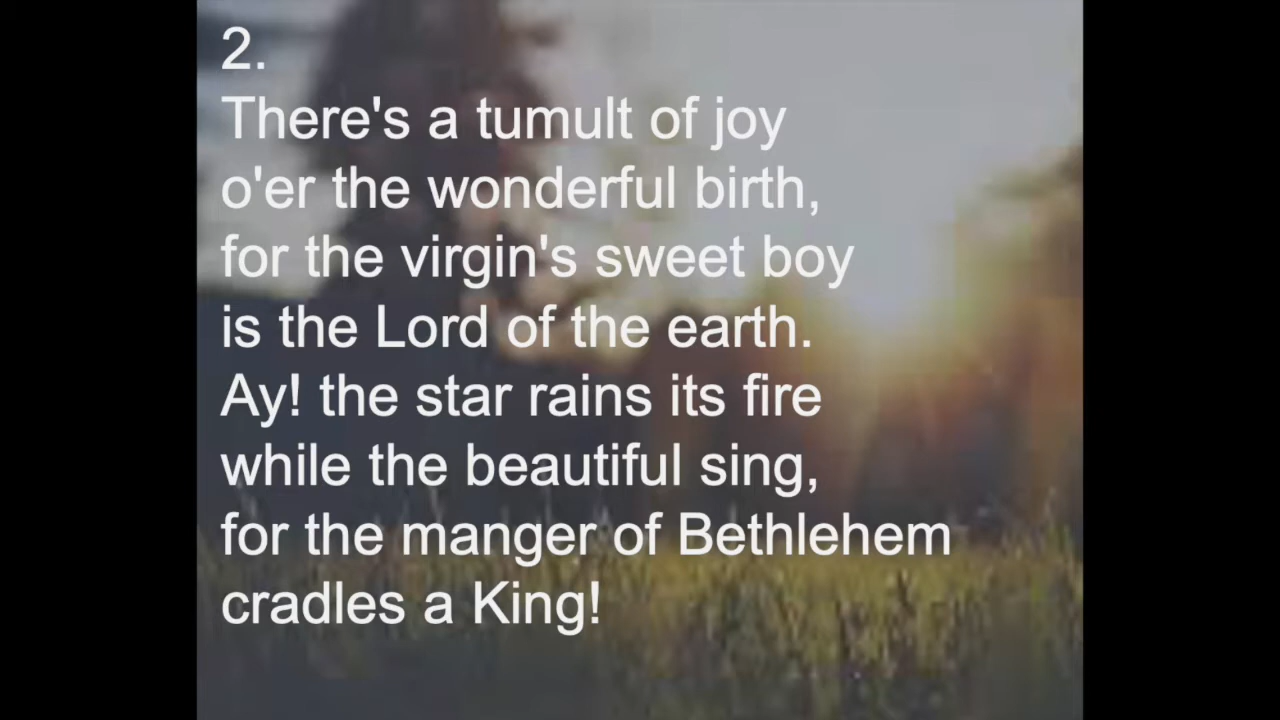 2.
There's a tumult of joy
o'er the wonderful birth,
for the virgin's sweet boy
is the Lord of the earth.
Ay! the star rains its fire
while the beautiful sing,
for the manger of Bethlehem
cradles a King!